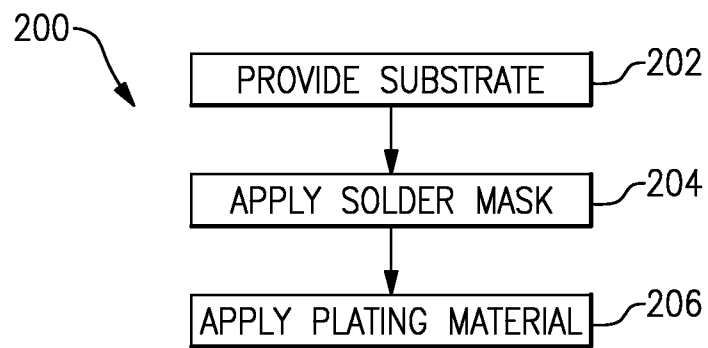 200
PROVIDE SUBSTRATE
202
APPLY SOLDER MASK
204
APPLY PLATING MATERIAL
206